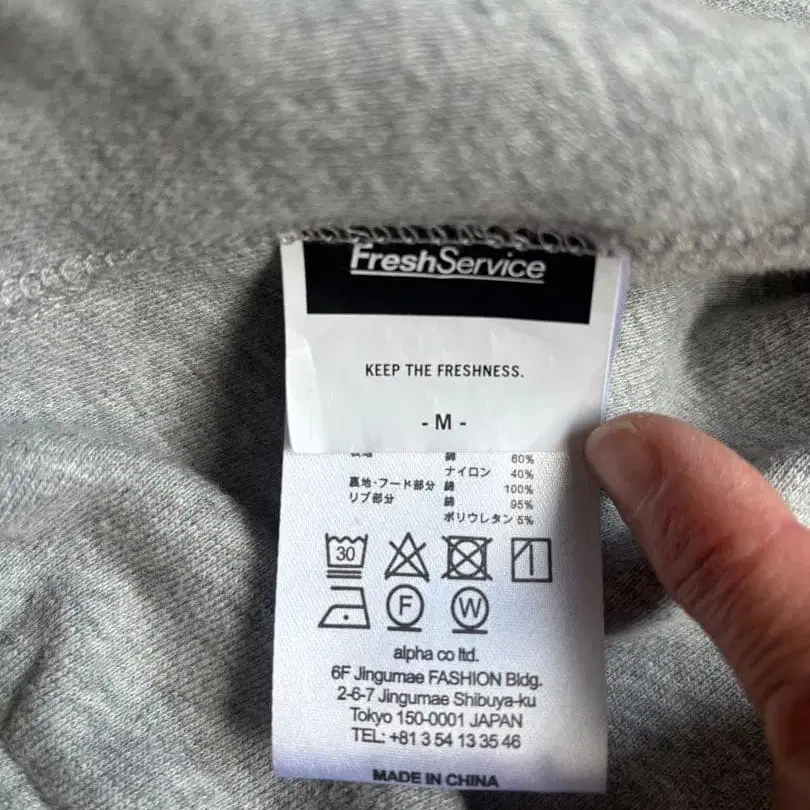 FreshService
KEEP THE FRESHNESS.
- M -
綿 60%
ナイロン 40%
裏地・フード部分 綿 100%
リブ部分 綿 95%
ポリウレタン 5%
30
F W
alpha co ltd.
6F Jingumae FASHION Bldg.
2-6-7 Jingumae Shibuya-ku
Tokyo 150-0001 JAPAN
TEL: +81 3 54 13 35 46
MADE IN CHINA